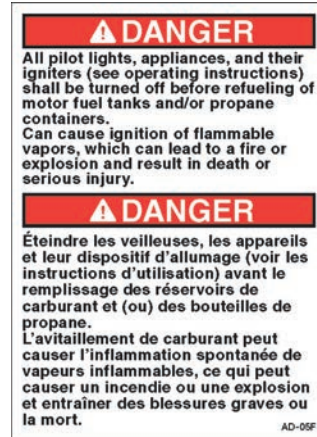 DANGER
All pilot lights, appliances, and their
igniters (see operating instructions)
shall be turned off before refueling of
motor fuel tanks and/or propane
containers.
Can cause ignition of flammable
vapors, which can lead to a fire or
explosion and result in death or
serious injury.
DANGER
Éteindre les veilleuses, les appareils
et leur dispositif d'allumage (voir les
instructions d'utilisation) avant le
remplissage des réservoirs de
carburant et (ou) des bouteilles de
propane.
L'avitaillement de carburant peut
causer l'inflammation spontanée de
vapeurs inflammables, ce qui peut
causer un incendie ou une explosion
et entraîner des blessures graves ou
la mort.
AD-05F